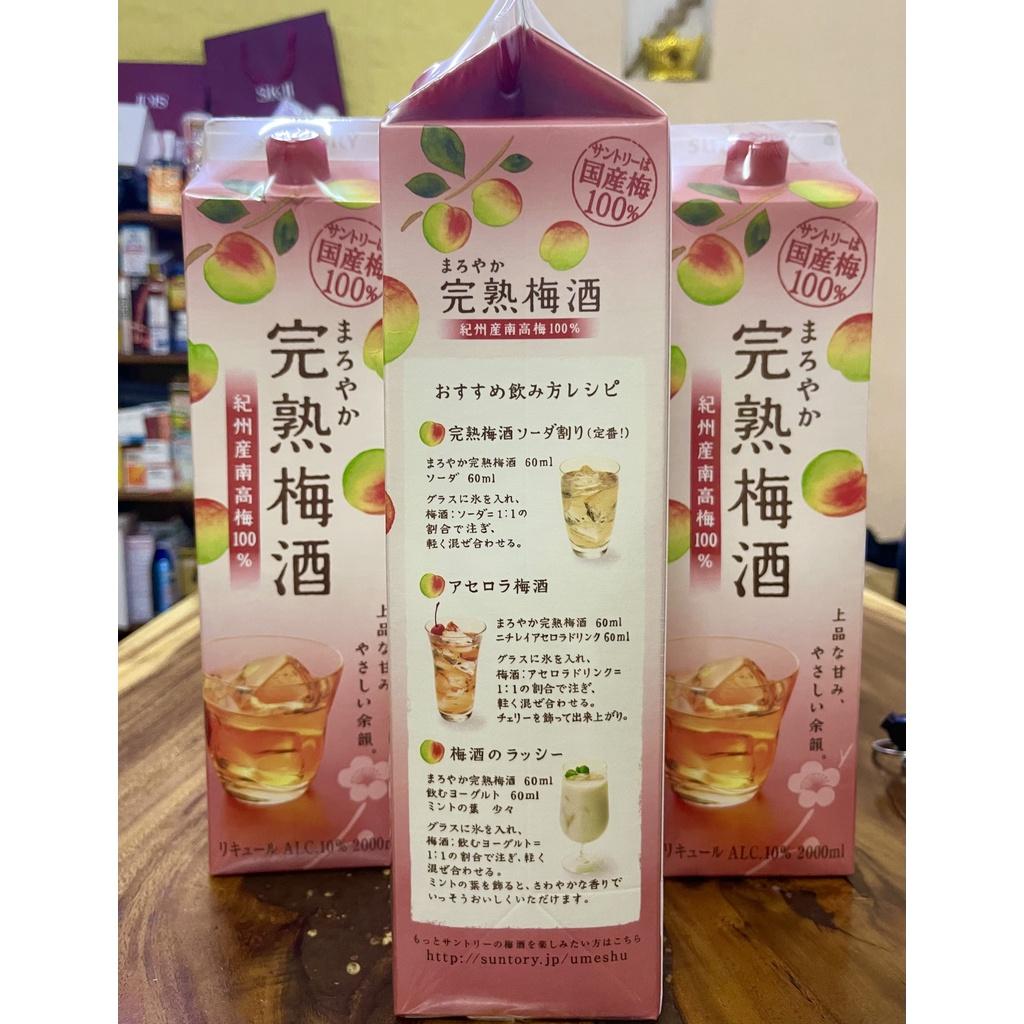 SK-II
SUNTORY
サントリーは
国産梅
100%
まろやか
完熟梅酒
紀州産南高梅100%
上品な甘み、
やさしい余韻。
リキュール ALC.10% 2000ml
サントリーは
国産梅
100%
まろやか
完熟梅酒
紀州産南高梅100%
おすすめ飲み方レシピ
完熟梅酒ソーダ割り(定番!)
まろやか完熟梅酒 60ml
ソーダ 60ml
グラスに氷を入れ、
梅酒:ソーダ=1:1の
割合で注ぎ、
軽く混ぜ合わせる。
アセロラ梅酒
まろやか完熟梅酒 60ml
ニチレイアセロラドリンク 60ml
グラスに氷を入れ、
梅酒:アセロラドリンク=
1:1の割合で注ぎ、
軽く混ぜ合わせる。
チェリーを飾って出来上がり。
梅酒のラッシー
まろやか完熟梅酒 60ml
飲むヨーグルト 60ml
ミントの葉 少々
グラスに氷を入れ、
梅酒:飲むヨーグルト=
1:1の割合で注ぎ、軽く
混ぜ合わせる。
ミントの葉を飾ると、さわやかな香りで
いっそうおいしくいただけます。
もっとサントリーの梅酒を楽しみたい方はこちら
http://suntory.jp/umeshu
サントリーは
国産梅
100%
まろやか
完熟梅酒
紀州産南高梅100%
上品な甘み、
やさしい余韻。
リキュール ALC.10% 2000ml